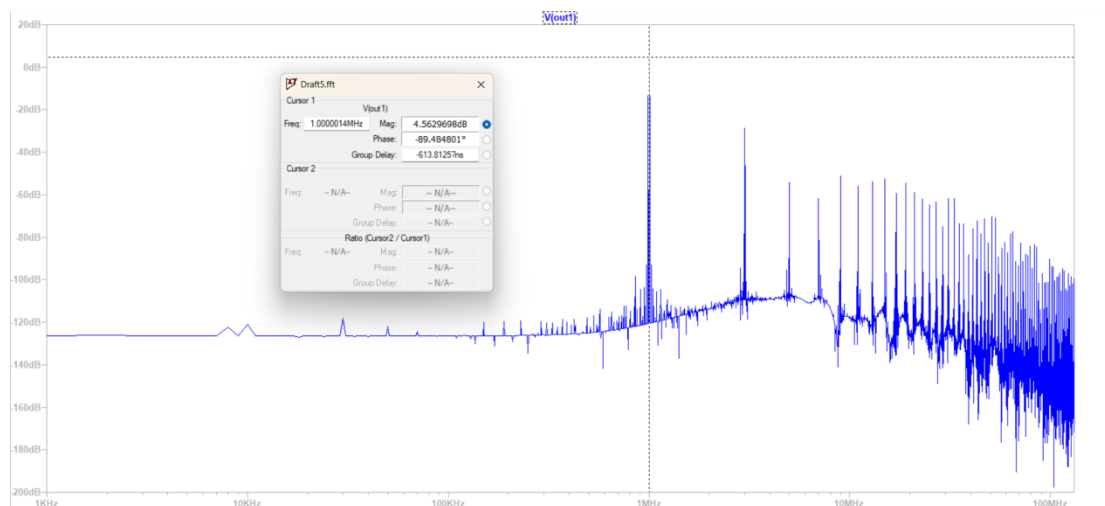 V(out1)
20dB
0dB
-20dB
-40dB
-60dB
-80dB
-100dB
-120dB
-140dB
-160dB
-180dB
-200dB
1KHz
10KHz
100KHz
1MHz
10MHz
100MHz
Draft5.fft
Cursor 1
V(out1)
Freq: 1.0000014MHz Mag: 4.5629698dB
Phase: -89.484801°
Group Delay: -613.81257ns
Cursor 2
Freq: -- N/A-- Mag: -- N/A--
Phase: -- N/A--
Group Delay: -- N/A--
Ratio (Cursor2 / Cursor1)
Freq: -- N/A-- Mag: -- N/A--
Phase: -- N/A--
Group Delay: -- N/A--